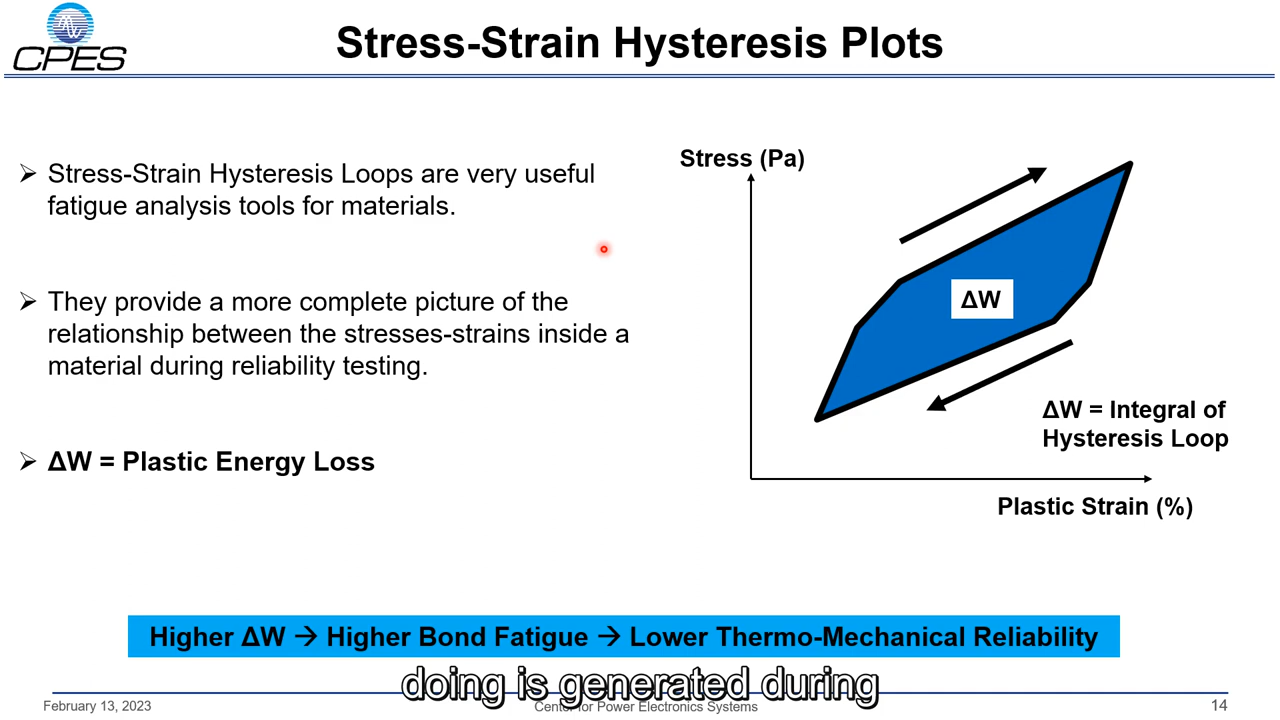 CPES
Stress-Strain Hysteresis Plots
➢ Stress-Strain Hysteresis Loops are very useful
fatigue analysis tools for materials.
➢ They provide a more complete picture of the
relationship between the stresses-strains inside a
material during reliability testing.
➢ ΔW = Plastic Energy Loss
Stress (Pa)
ΔW
ΔW = Integral of
Hysteresis Loop
Plastic Strain (%)
Higher ΔW → Higher Bond Fatigue → Lower Thermo-Mechanical Reliability
doing is generated during
February 13, 2023
Center for Power Electronics Systems
14